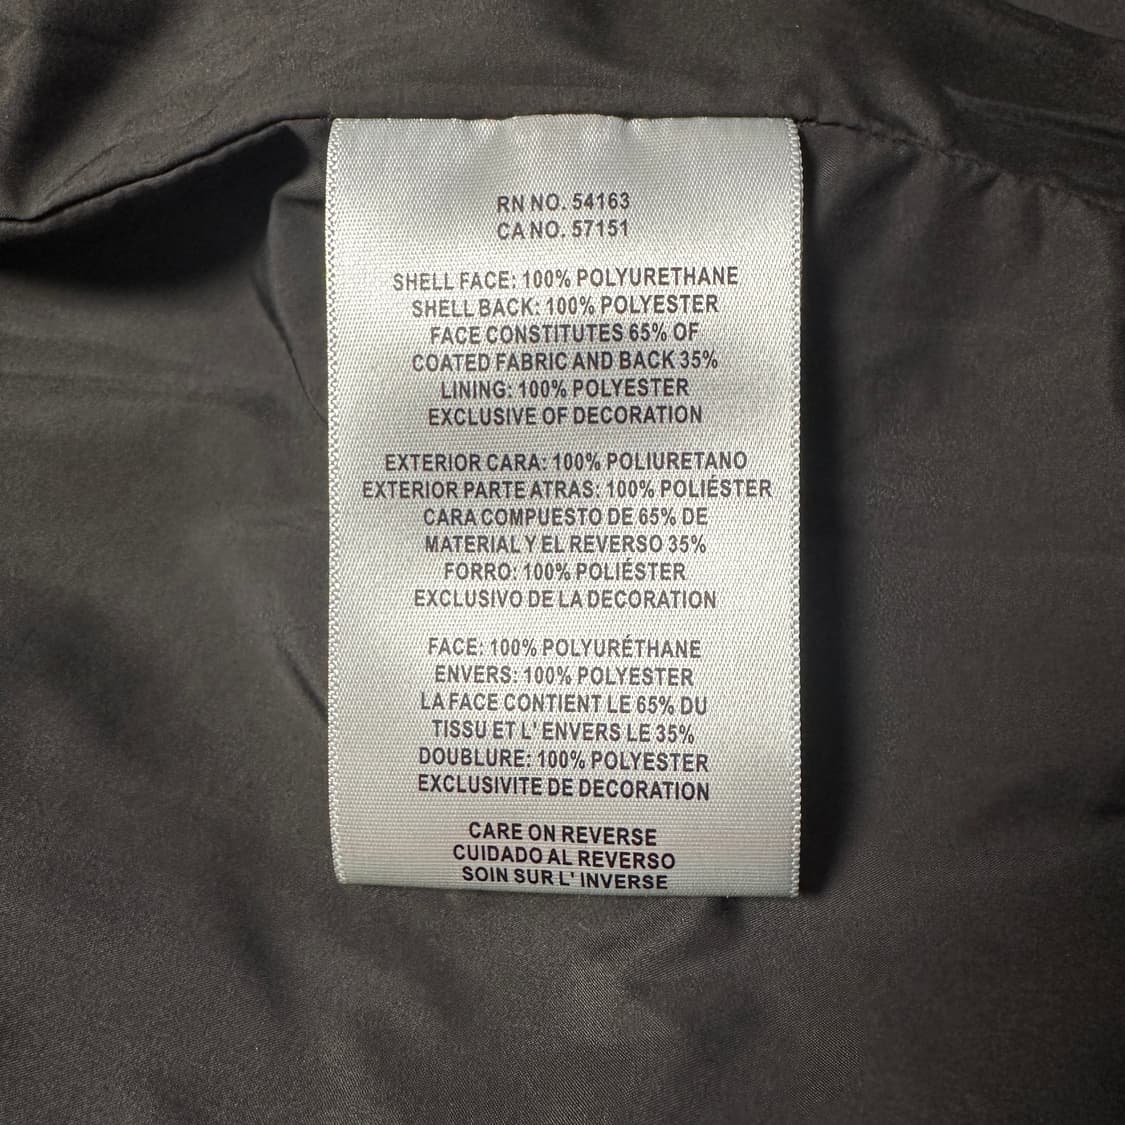 RN NO. 54163
CA NO. 57151
SHELL FACE: 100% POLYURETHANE
SHELL BACK: 100% POLYESTER
FACE CONSTITUTES 65% OF
COATED FABRIC AND BACK 35%
LINING: 100% POLYESTER
EXCLUSIVE OF DECORATION
EXTERIOR CARA: 100% POLIURETANO
EXTERIOR PARTE ATRAS: 100% POLIÉSTER
CARA COMPUESTO DE 65% DE
MATERIAL Y EL REVERSO 35%
FORRO: 100% POLIÉSTER
EXCLUSIVO DE LA DECORATION
FACE: 100% POLYURÉTHANE
ENVERS: 100% POLYESTER
LA FACE CONTIENT LE 65% DU
TISSU ET L' ENVERS LE 35%
DOUBLURE: 100% POLYESTER
EXCLUSIVITE DE DECORATION
CARE ON REVERSE
CUIDADO AL REVERSO
SOIN SUR L' INVERSE